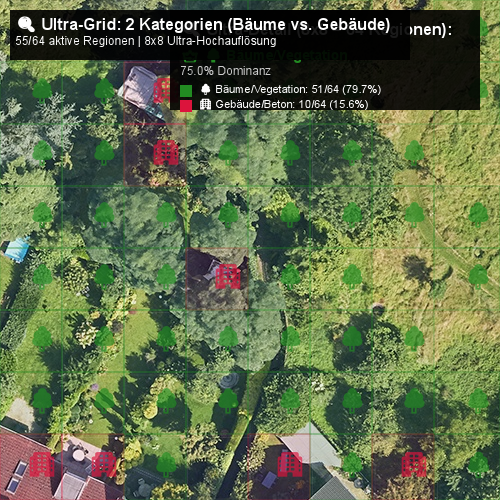 Ultra-Grid: 2 Kategorien (Bäume vs. Gebäude)
ionen):
55/64 aktive Regionen | 8x8 Ultra-Hochauflösung
75.0% Dominanz
Bäume/Vegetation: 51/64 (79.7%)
Gebäude/Beton: 10/64 (15.6%)